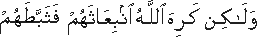 وَلَـٰكِن كَرِهَ ٱللَّهُ ٱنۢبِعَاثَهُمْ فَثَبَّطَهُمْ